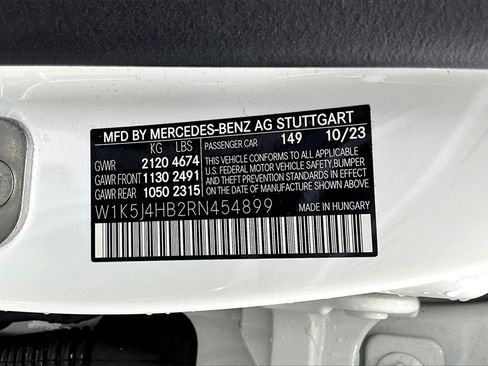 MFD BY MERCEDES-BENZ AG STUTTGART
KG LBS PASSENGER CAR 149 10/23
GVWR 2120 4674
GAWR FRONT 1130 2491
GAWR REAR 1050 2315
THIS VEHICLE CONFORMS TO ALL APPLICABLE
U.S. FEDERAL MOTOR VEHICLE SAFETY, BUMPER
AND THEFT PREVENTION STANDARDS IN EFFECT
ON THE DATE OF MANUFACTURE SHOWN ABOVE.
W1K5J4HB2RN454899 MADE IN HUNGARY